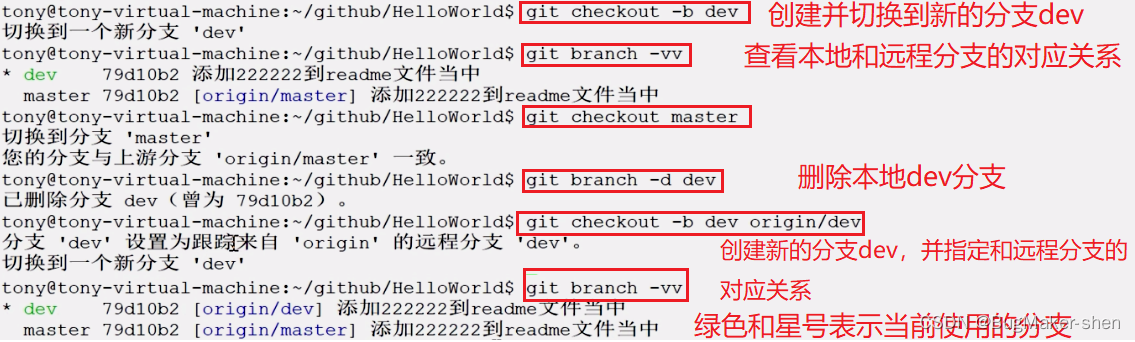 tony@tony-virtual-machine:~/github/HelloWorld$ git checkout -b dev 创建并切换到新的分支dev
切换到一个新分支 'dev'
tony@tony-virtual-machine:~/github/HelloWorld$ git branch -vv 查看本地和远程分支的对应关系
* dev    79d10b2 添加222222到readme文件当中
  master 79d10b2 [origin/master] 添加222222到readme文件当中
tony@tony-virtual-machine:~/github/HelloWorld$ git checkout master
切换到分支 'master'
您的分支与上游分支 'origin/master' 一致。
tony@tony-virtual-machine:~/github/HelloWorld$ git branch -d dev 删除本地dev分支
已删除分支 dev（曾为 79d10b2）。
tony@tony-virtual-machine:~/github/HelloWorld$ git checkout -b dev origin/dev
分支 'dev' 设置为跟踪来自 'origin' 的远程分支 'dev'。
创建新的分支dev，并指定和远程分支的
切换到一个新分支 'dev'
tony@tony-virtual-machine:~/github/HelloWorld$ git branch -vv 对应关系
* dev    79d10b2 [origin/dev] 添加222222到readme文件当中
  master 79d10b2 [origin/master] 添加222222到readme文件当中
绿色和星号表示当前使用的分支
CSDN @BugMaker-shen